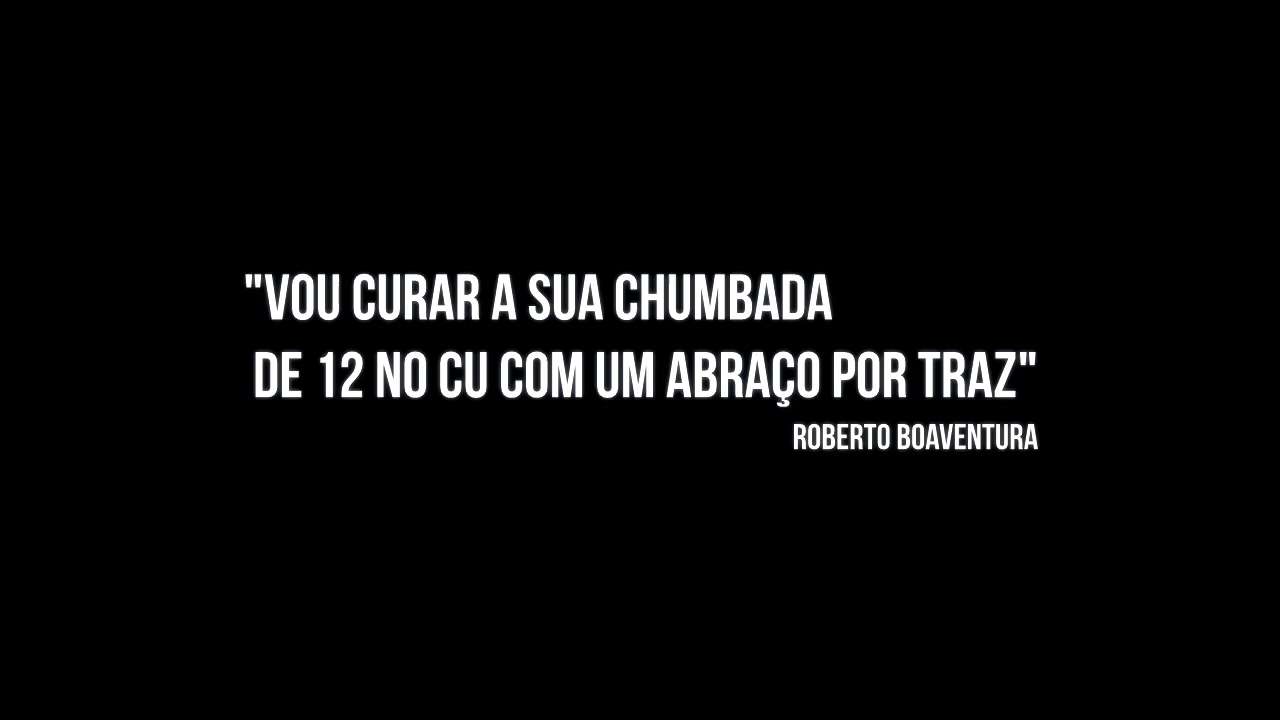 "VOU CURAR A SUA CHUMBADA
DE 12 NO CU COM UM ABRAÇO POR TRAZ"
ROBERTO BOAVENTURA